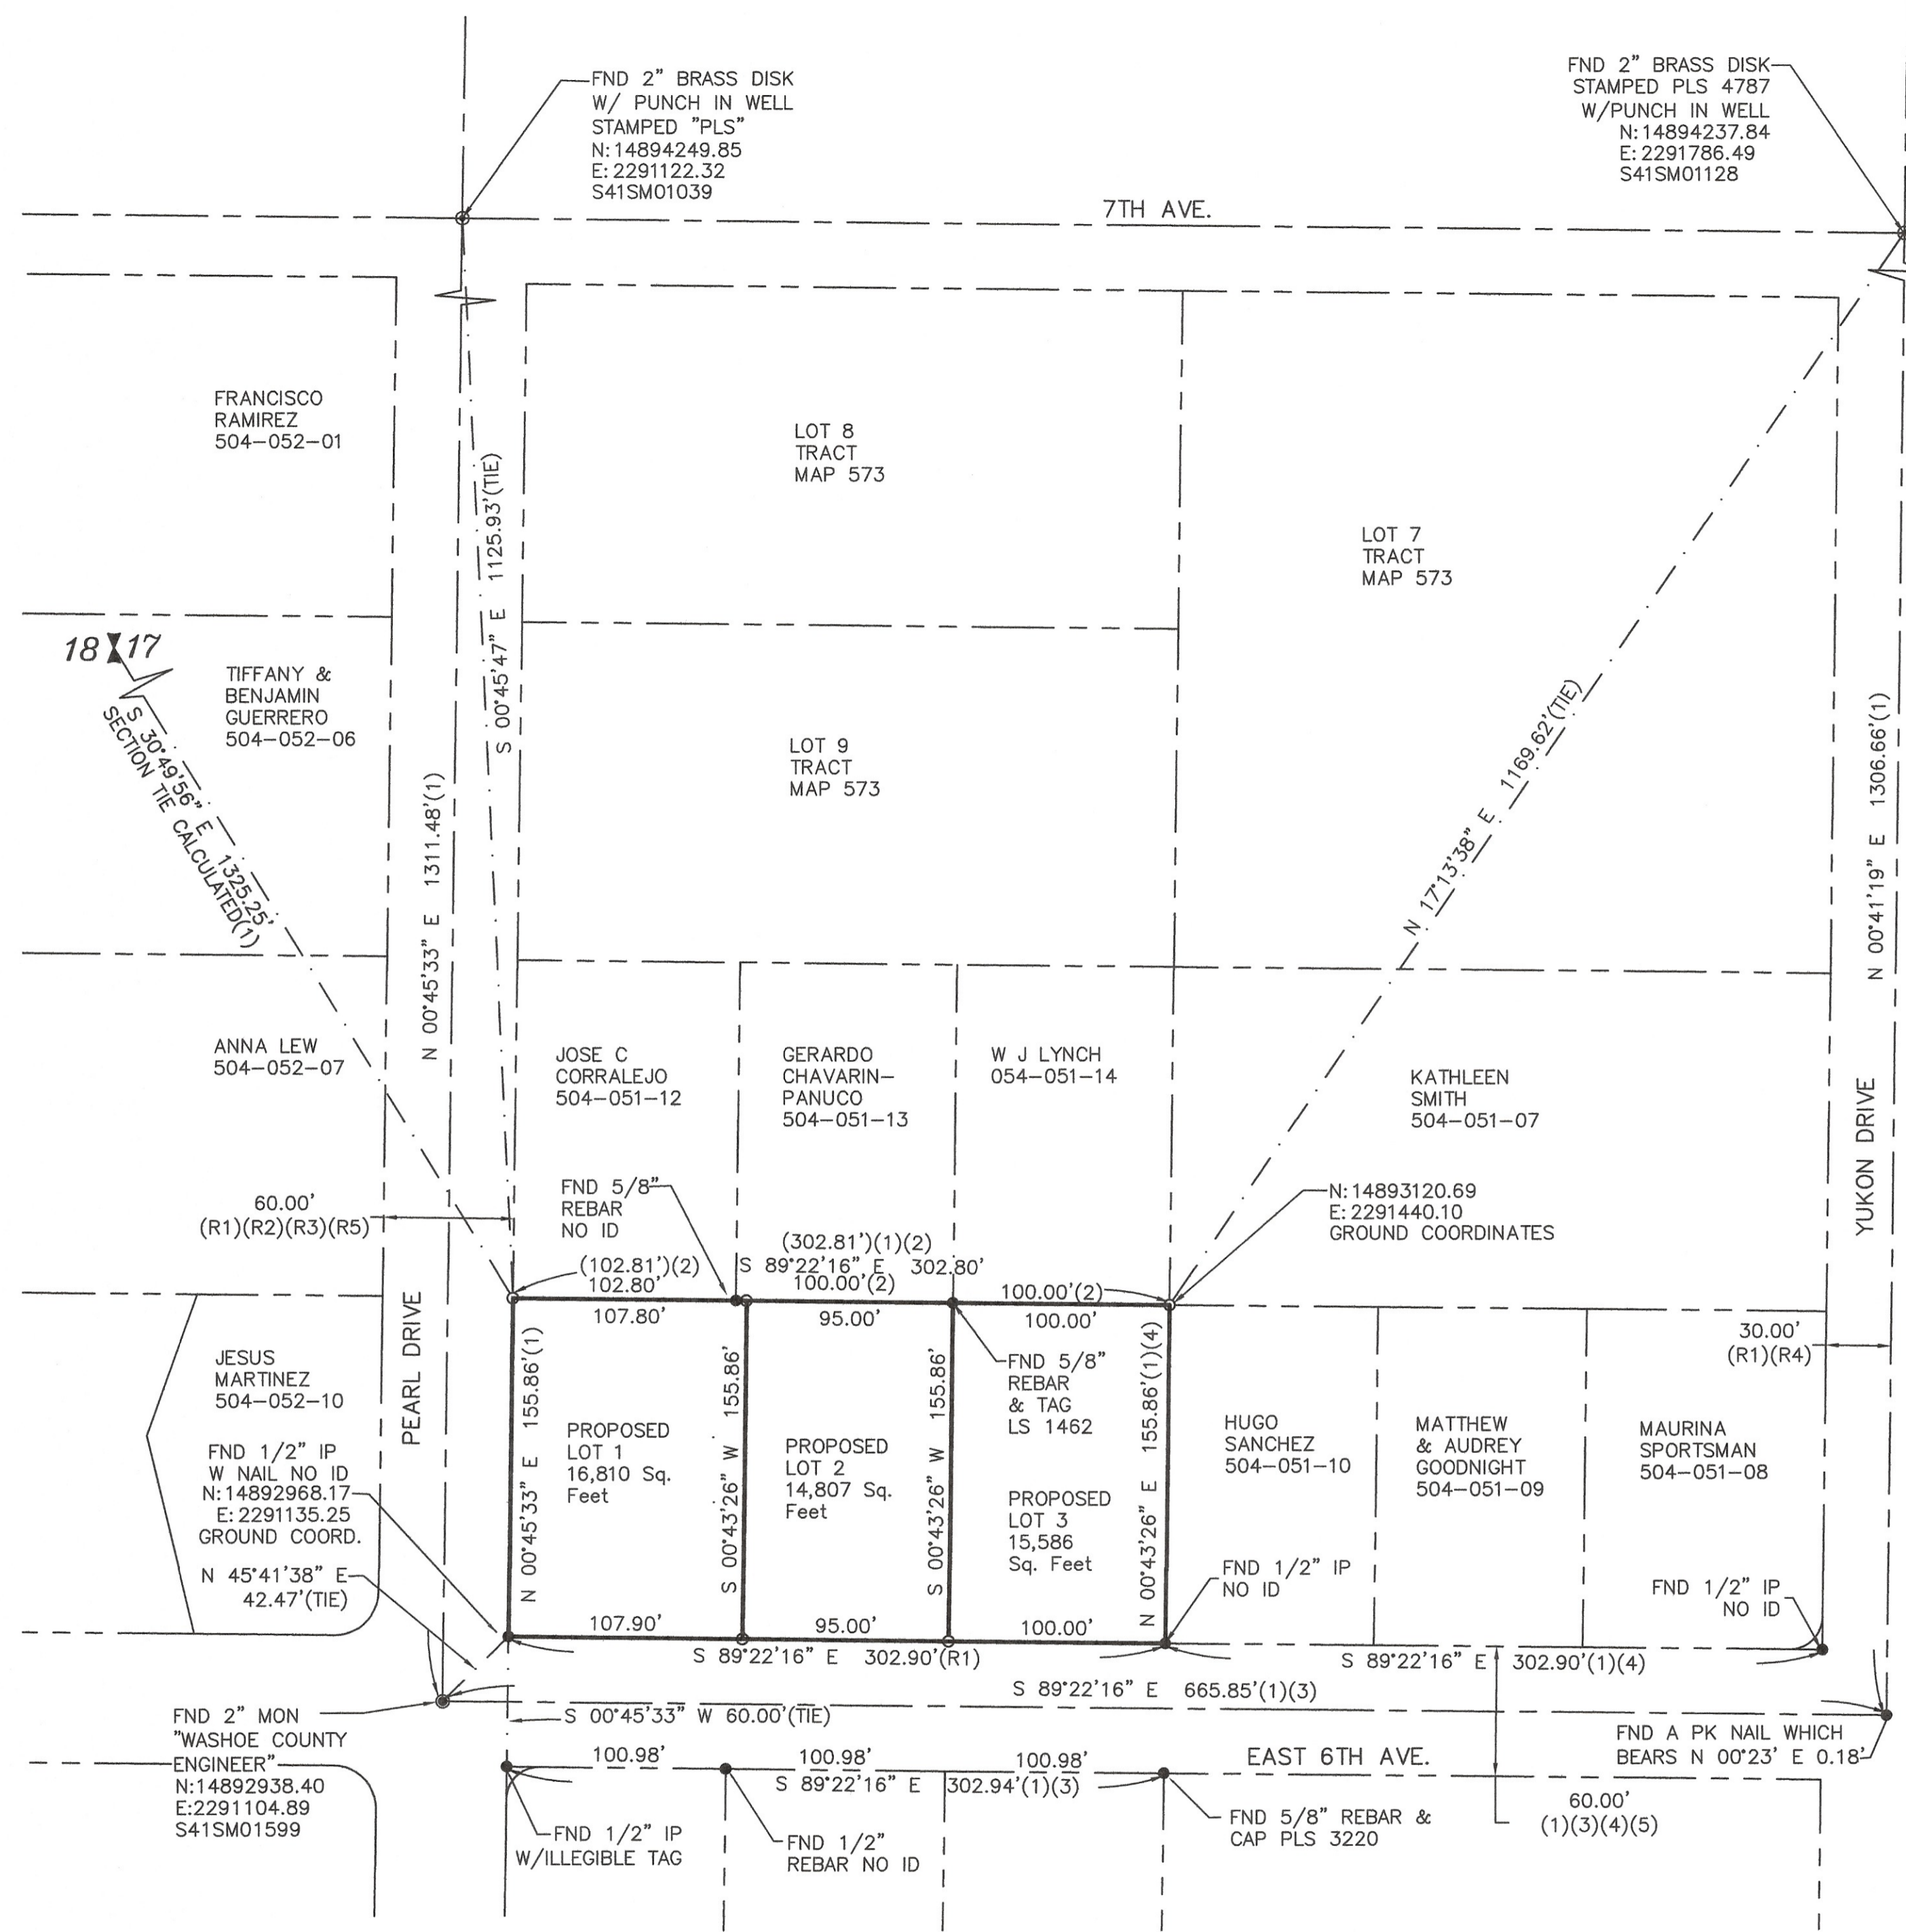 FND 2" BRASS DISK
W/ PUNCH IN WELL
STAMPED "PLS"
N:14894249.85
E:2291122.32
S41SM01039
FND 2" BRASS DISK
STAMPED PLS 4787
W/PUNCH IN WELL
N:14894237.84
E:2291786.49
S41SM01128
7TH AVE.
FRANCISCO
RAMIREZ
504-052-01
LOT 8
TRACT
MAP 573
LOT 7
TRACT
MAP 573
S 00°45'47" E 1125.93'(TIE)
18 17
TIFFANY &
BENJAMIN
GUERRERO
504-052-06
S 30°49'56" E 1325.25'
SECTION TIE CALCULATED(1)
LOT 9
TRACT
MAP 573
N 17°13'38" E 1169.62'(TIE)
N 00°41'19" E 1306.66'(1)
N 00°45'33" E 1311.48'(1)
ANNA LEW
504-052-07
JOSE C
CORRALEJO
504-051-12
GERARDO
CHAVARIN-
PANUCO
504-051-13
W J LYNCH
054-051-14
KATHLEEN
SMITH
504-051-07
YUKON DRIVE
60.00'
(R1)(R2)(R3)(R5)
FND 5/8"
REBAR
NO ID
N:14893120.69
E:2291440.10
GROUND COORDINATES
(302.81')(1)(2)
S 89°22'16" E 302.80'
(102.81')(2)
102.80'
100.00'(2)
100.00'(2)
107.80'
95.00'
100.00'
30.00'
(R1)(R4)
PEARL DRIVE
JESUS
MARTINEZ
504-052-10
FND 1/2" IP
W NAIL NO ID
N:14892968.17
E:2291135.25
GROUND COORD.
N 45°41'38" E
42.47'(TIE)
N 00°45'33" E 155.86'(1)
PROPOSED
LOT 1
16,810 Sq.
Feet
S 00°43'26" W 155.86'
PROPOSED
LOT 2
14,807 Sq.
Feet
S 00°43'26" W 155.86'
FND 5/8"
REBAR
& TAG
LS 1462
PROPOSED
LOT 3
15,586
Sq. Feet
N 00°43'26" E 155.86'(1)(4)
HUGO
SANCHEZ
504-051-10
MATTHEW
& AUDREY
GOODNIGHT
504-051-09
MAURINA
SPORTSMAN
504-051-08
FND 1/2" IP
NO ID
FND 1/2" IP
NO ID
107.90'
95.00'
100.00'
S 89°22'16" E 302.90'(R1)
S 89°22'16" E 302.90'(1)(4)
S 89°22'16" E 665.85'(1)(3)
FND 2" MON
"WASHOE COUNTY
ENGINEER"
N:14892938.40
E:2291104.89
S41SM01599
S 00°45'33" W 60.00'(TIE)
FND A PK NAIL WHICH
BEARS N 00°23' E 0.18'
100.98'
100.98'
100.98'
S 89°22'16" E 302.94'(1)(3)
EAST 6TH AVE.
60.00'
(1)(3)(4)(5)
FND 1/2" IP
W/ILLEGIBLE TAG
FND 1/2"
REBAR NO ID
FND 5/8" REBAR &
CAP PLS 3220